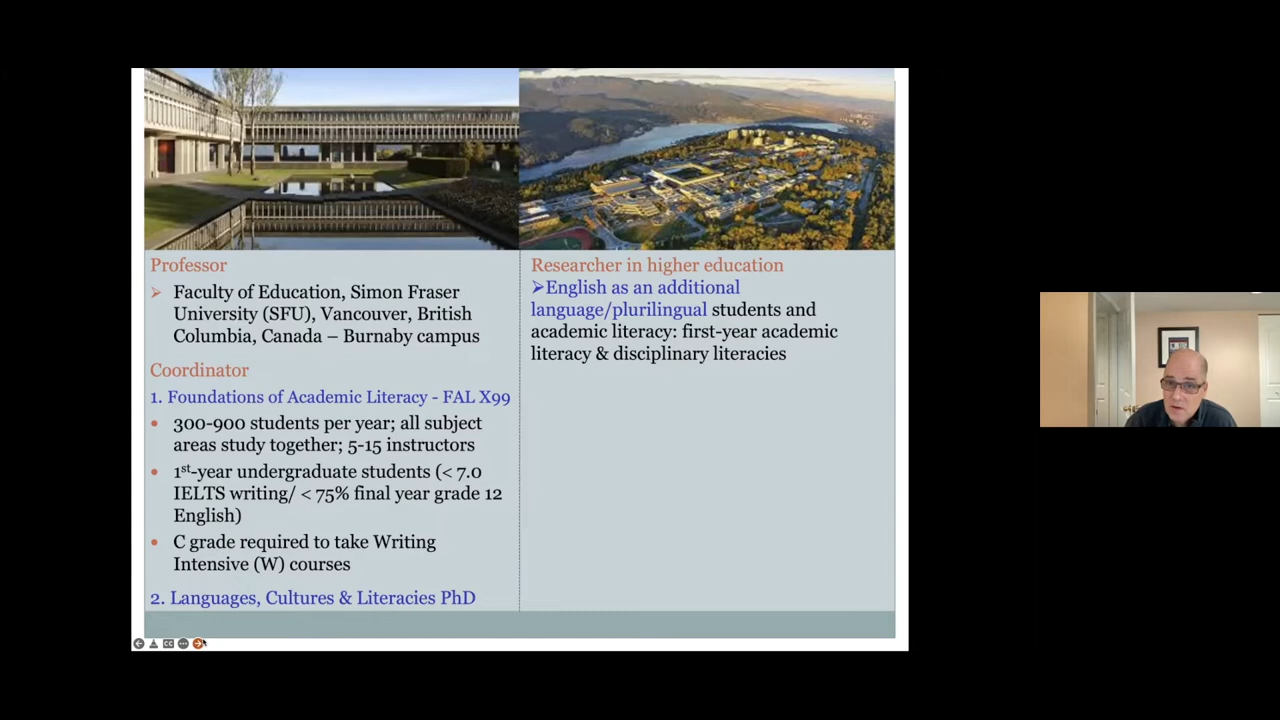 Professor
Faculty of Education, Simon Fraser
University (SFU), Vancouver, British
Columbia, Canada – Burnaby campus
Coordinator
1. Foundations of Academic Literacy - FAL X99
300-900 students per year; all subject
areas study together; 5-15 instructors
1st-year undergraduate students (< 7.0
IELTS writing/ < 75% final year grade 12
English)
C grade required to take Writing
Intensive (W) courses
2. Languages, Cultures & Literacies PhD
Researcher in higher education
English as an additional
language/plurilingual students and
academic literacy: first-year academic
literacy & disciplinary literacies